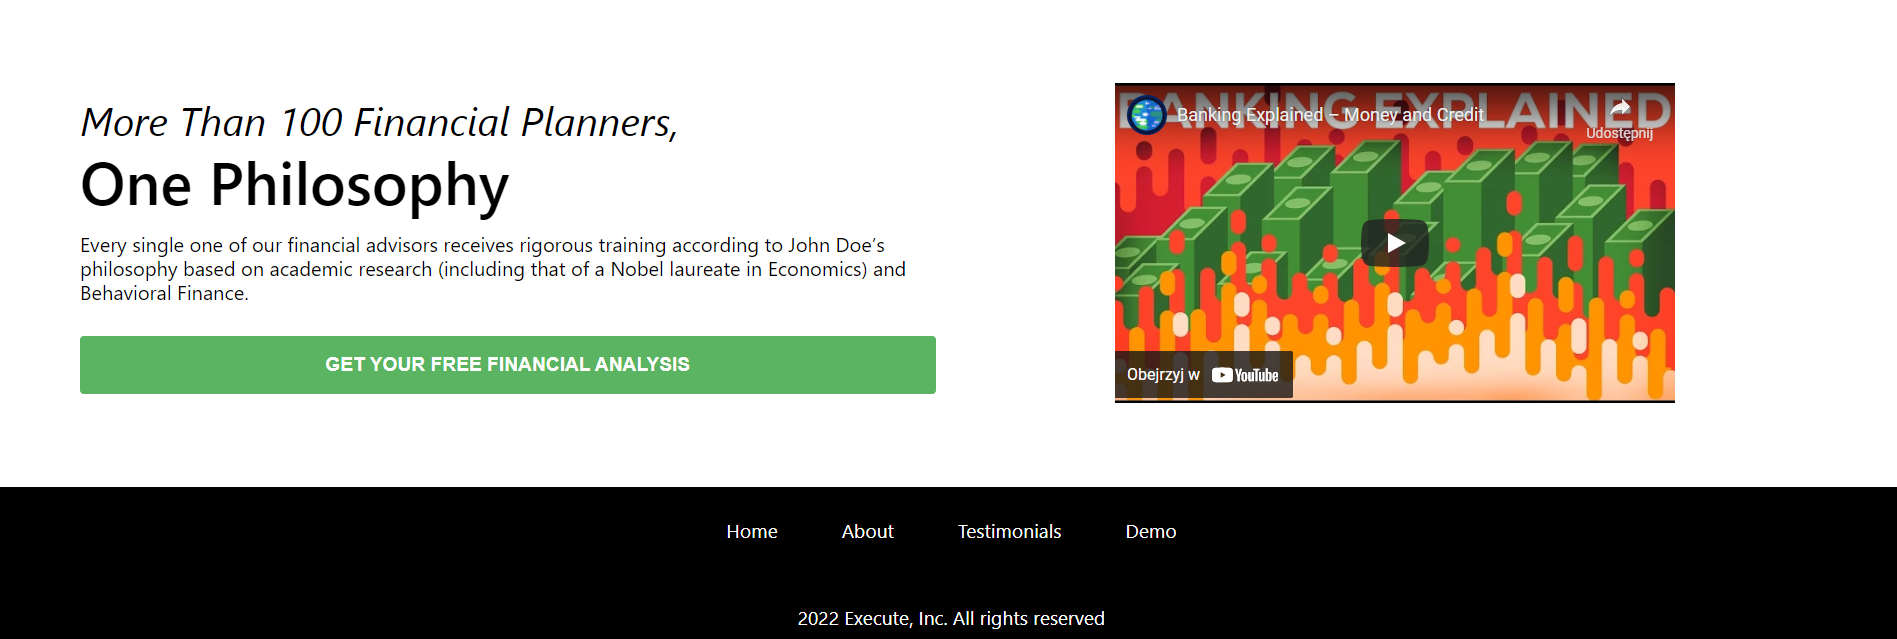 More Than 100 Financial Planners,
One Philosophy
Every single one of our financial advisors receives rigorous training according to John Doe’s
philosophy based on academic research (including that of a Nobel laureate in Economics) and
Behavioral Finance.
GET YOUR FREE FINANCIAL ANALYSIS
BANKING EXPLAINED
Banking Explained – Money and Credit
Udostępnij
Obejrzyj w YouTube
Home About Testimonials Demo
2022 Execute, Inc. All rights reserved